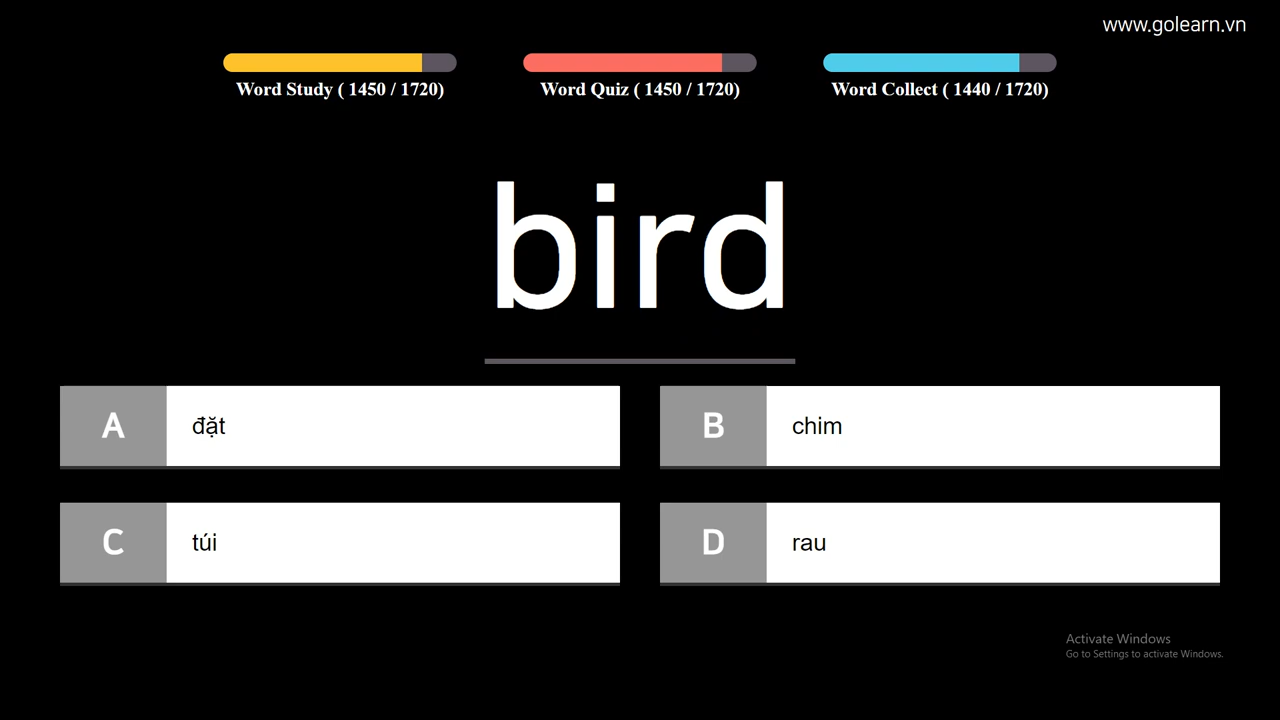 www.golearn.vn
Word Study ( 1450 / 1720)
Word Quiz ( 1450 / 1720)
Word Collect ( 1440 / 1720)
bird
A đặt
B chim
C túi
D rau
Activate Windows
Go to Settings to activate Windows.